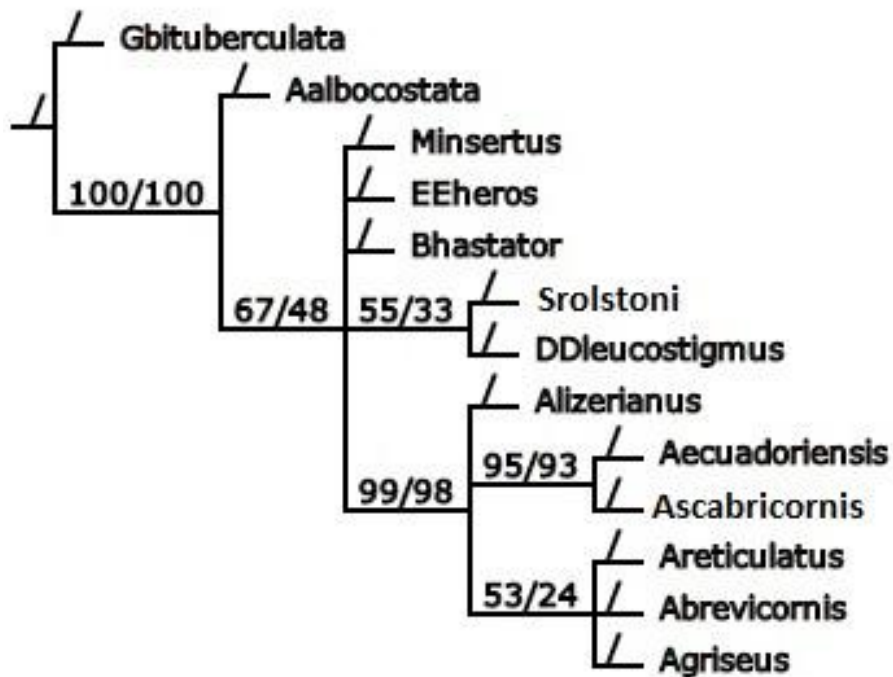 Gbituberculata
Aalbocostata
Minsertus
100/100
EEheros
Bhastator
Srolstoni
67/48 55/33
DDleucostigmus
Alizerianus
Aecuadoriensis
95/93
99/98
Ascabricornis
Areticulatus
53/24
Abrevicornis
Agriseus